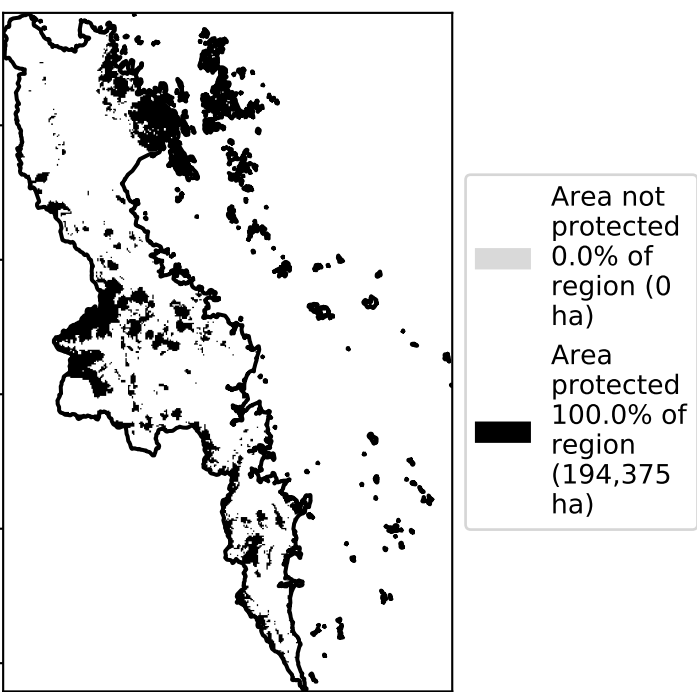 Area not
protected
0.0% of
region (0
ha)
Area
protected
100.0% of
region
(194,375
ha)